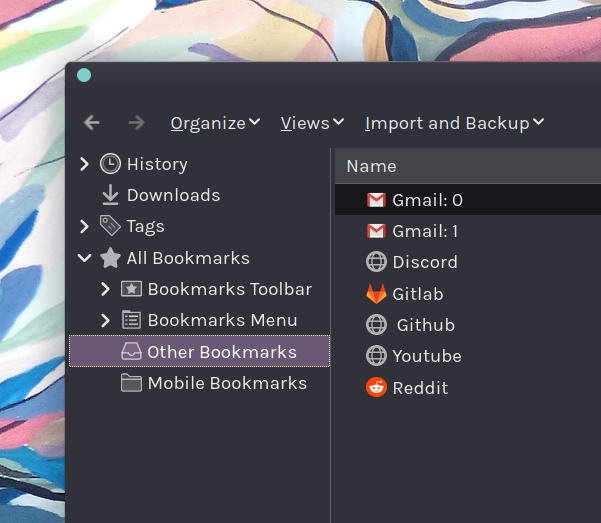 Organize Views Import and Backup
History
Downloads
Tags
All Bookmarks
Bookmarks Toolbar
Bookmarks Menu
Other Bookmarks
Mobile Bookmarks
Name
Gmail: 0
Gmail: 1
Discord
Gitlab
Github
Youtube
Reddit